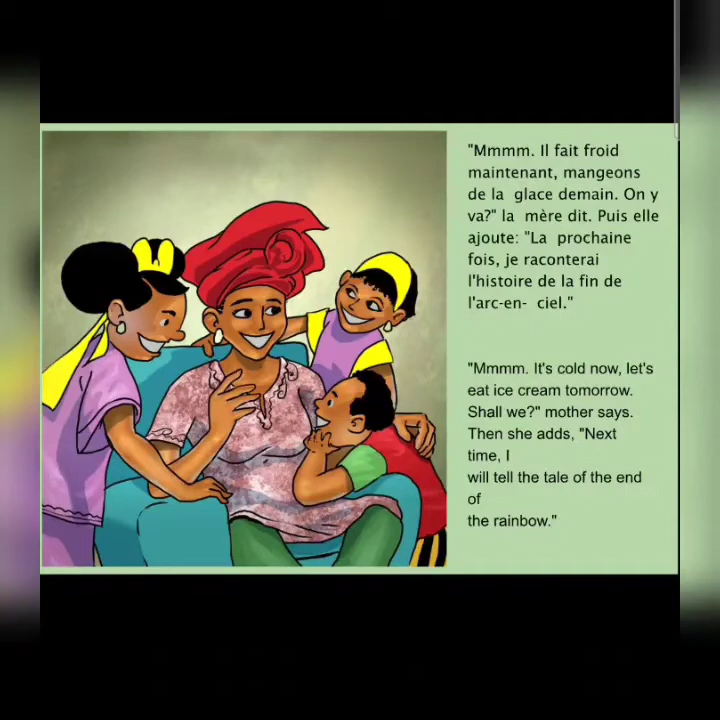 "Mmmm. Il fait froid
maintenant, mangeons
de la glace demain. On y
va?" la mère dit. Puis elle
ajoute: "La prochaine
fois, je raconterai
l'histoire de la fin de
l'arc-en- ciel."
"Mmmm. It's cold now, let's
eat ice cream tomorrow.
Shall we?" mother says.
Then she adds, "Next
time, I
will tell the tale of the end
of
the rainbow."